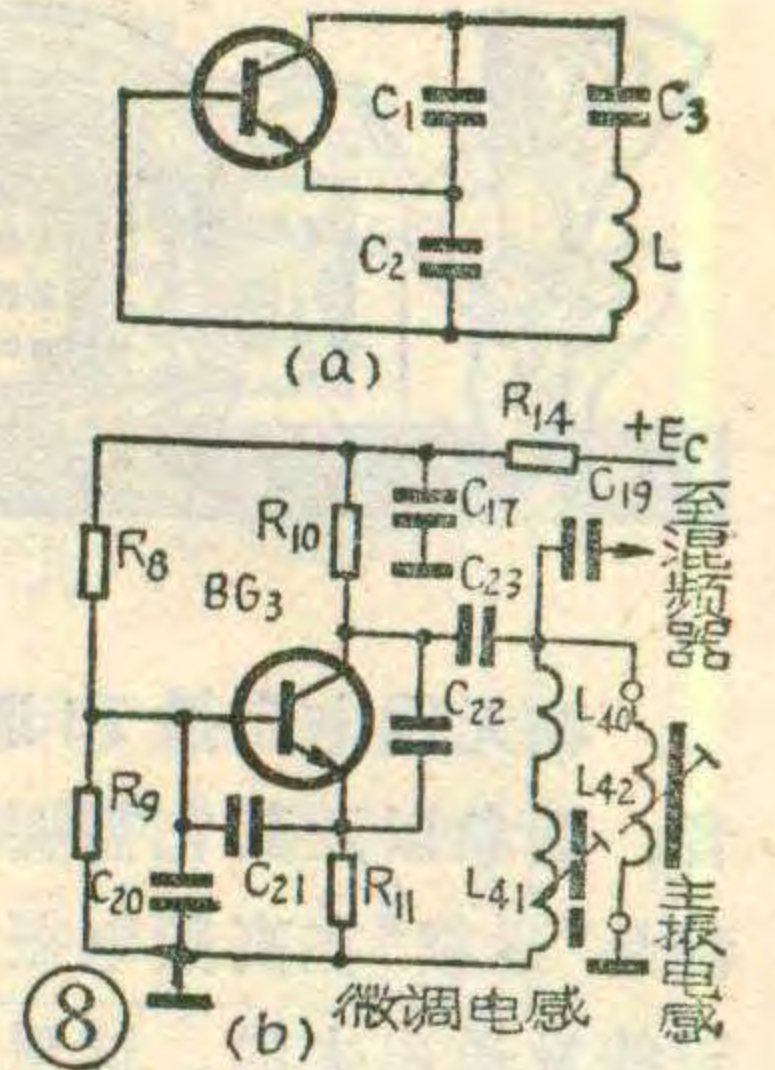 C₁
C₃
C₂
L
(a)
R₁₄
+E_C
C₁₉
至混频器
R₈
R₁₀
C₁₇
BG₃
C₂₃
C₂₂
L₄₀
L₄₂
R₉
C₂₀
C₂₁
R₁₁
L₄₁
主振电感
微调电感
⑧
(b)